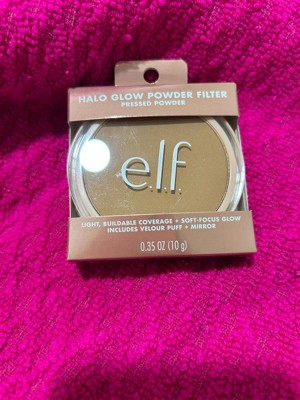 HALO GLOW POWDER FILTER
PRESSED POWDER
elf
LIGHT, BUILDABLE COVERAGE • SOFT-FOCUS GLOW
INCLUDES VELOUR PUFF + MIRROR
0.35 OZ (10 g)